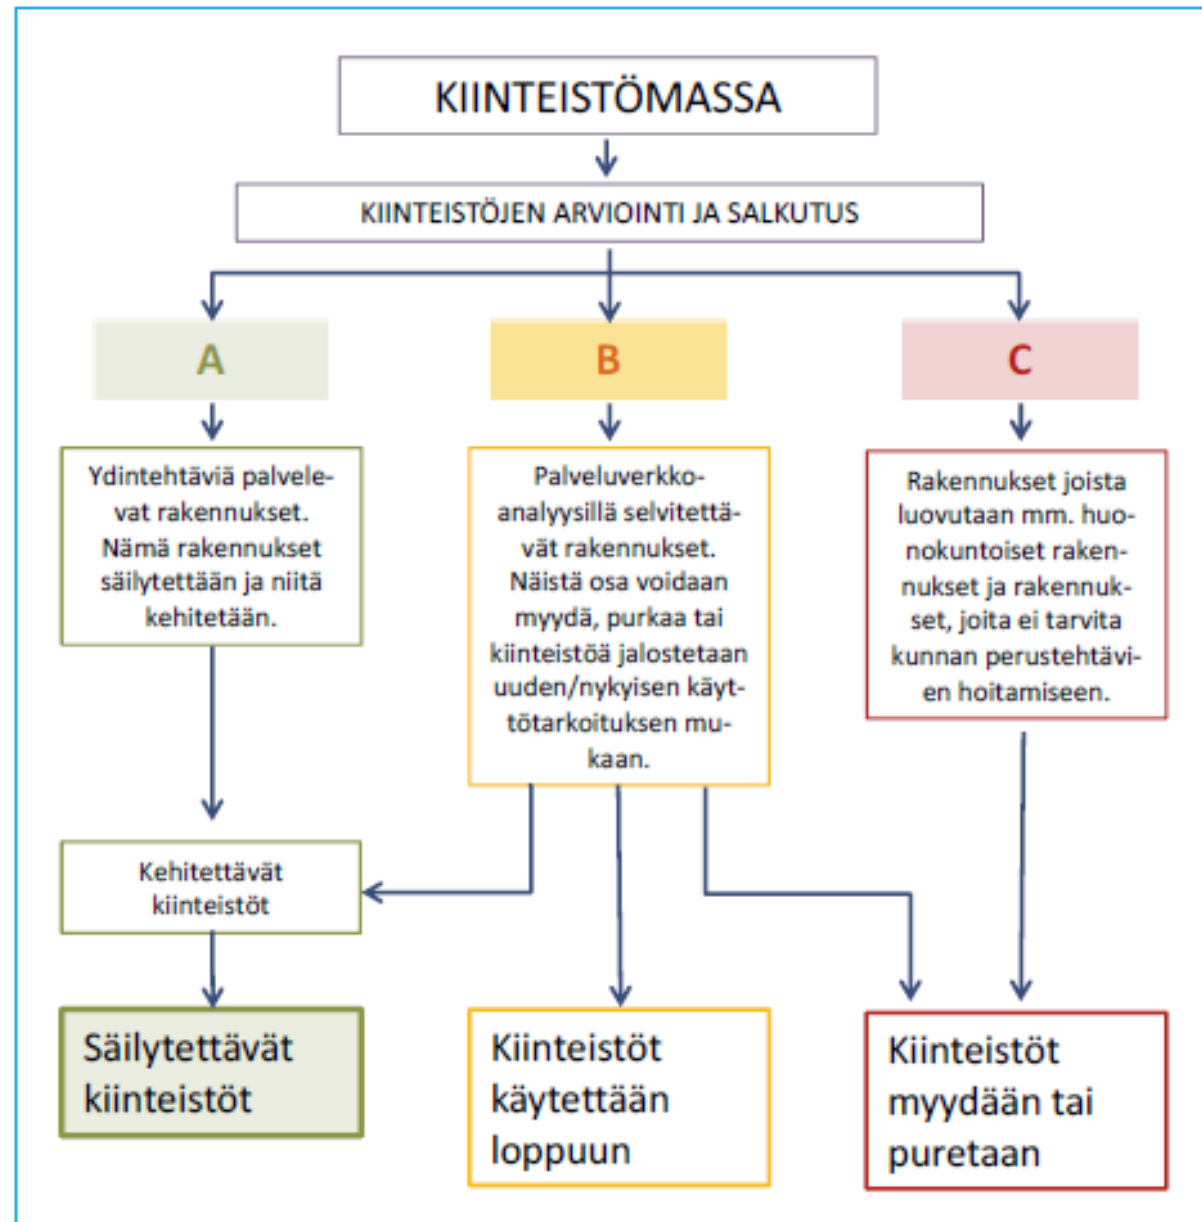 KIINTEISTÖMASSA
KIINTEISTÖJEN ARVIOINTI JA SALKUTUS
A
B
C
Ydintehtäviä palvele-
vat rakennukset.
Nämä rakennukset
säilytettään ja niitä
kehitetään.
Palveluverkko-
analyysillä selvitettä-
vät rakennukset.
Näistä osa voidaan
myydä, purkaa tai
kiinteistöä jalostetaan
uuden/nykyisen käyt-
tötarkoituksen mu-
kaan.
Rakennukset joista
luovutaan mm. huo-
nokuntoiset raken-
nukset ja rakennuk-
set, joita ei tarvita
kunnan perustehtävi-
en hoitamiseen.
Kehitettävät
kiinteistöt
Säilytettävät
kiinteistöt
Kiinteistöt
käytettään
loppuun
Kiinteistöt
myydään tai
puretaan